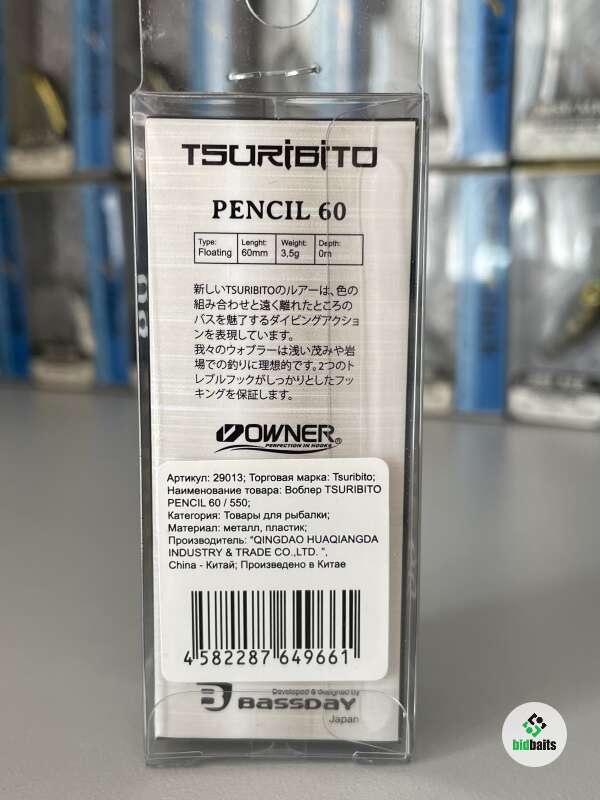 TSURIBITO
PENCIL 60
Type: Lenght: Weight: Depth:
Floating 60mm 3,5g 0m
新しいTSURIBITOのルアーは、色の
組み合わせと遠く離れたところの
バスを魅了するダイビングアクショ
ンを表現しています。
我々のウォブラーは浅い茂みや岩
場での釣りに理想的です。2つのト
レブルフックがしっかりとしたフッ
キングを保証します。
OWNER®
PERFECTION IN HOOKS
Артикул: 29013; Торговая марка: Tsuribito;
Наименование товара: Воблер TSURIBITO
PENCIL 60 / 550;
Категория: Товары для рыбалки;
Материал: металл, пластик;
Производитель: "QINGDAO HUAQIANGDA
INDUSTRY & TRADE CO.,LTD. ",
China - Китай; Произведено в Китае
4 582287 649661
Developed & designed by
BASSDAY
Japan
bidbaits